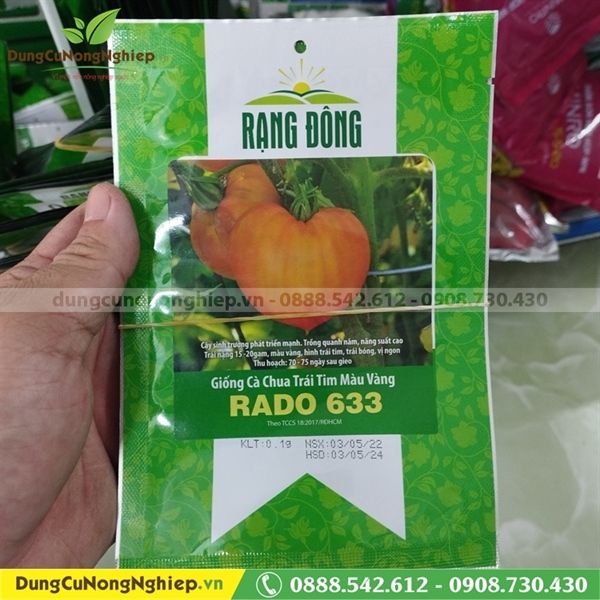 DungCuNongNghiep
RẠNG ĐÔNG
dungcunongnghiep.vn - 0888.542.612 - 0908.730.430
Cây sinh trưởng phát triển mạnh. Trồng quanh năm, năng suất cao
Trái nặng 15 -20gam, màu vàng, hình trái tim, trái bóng, vị ngon
Thu hoạch: 70 - 75 ngày sau gieo
Giống Cà Chua Trái Tim Màu Vàng
RADO 633
Theo TCCS 18:2017/RĐHCM
KLT:0.1g NSX:03/05/22
HSD:03/05/24
DungCuNongNghiep.vn 0888.542.612 - 0908.730.430